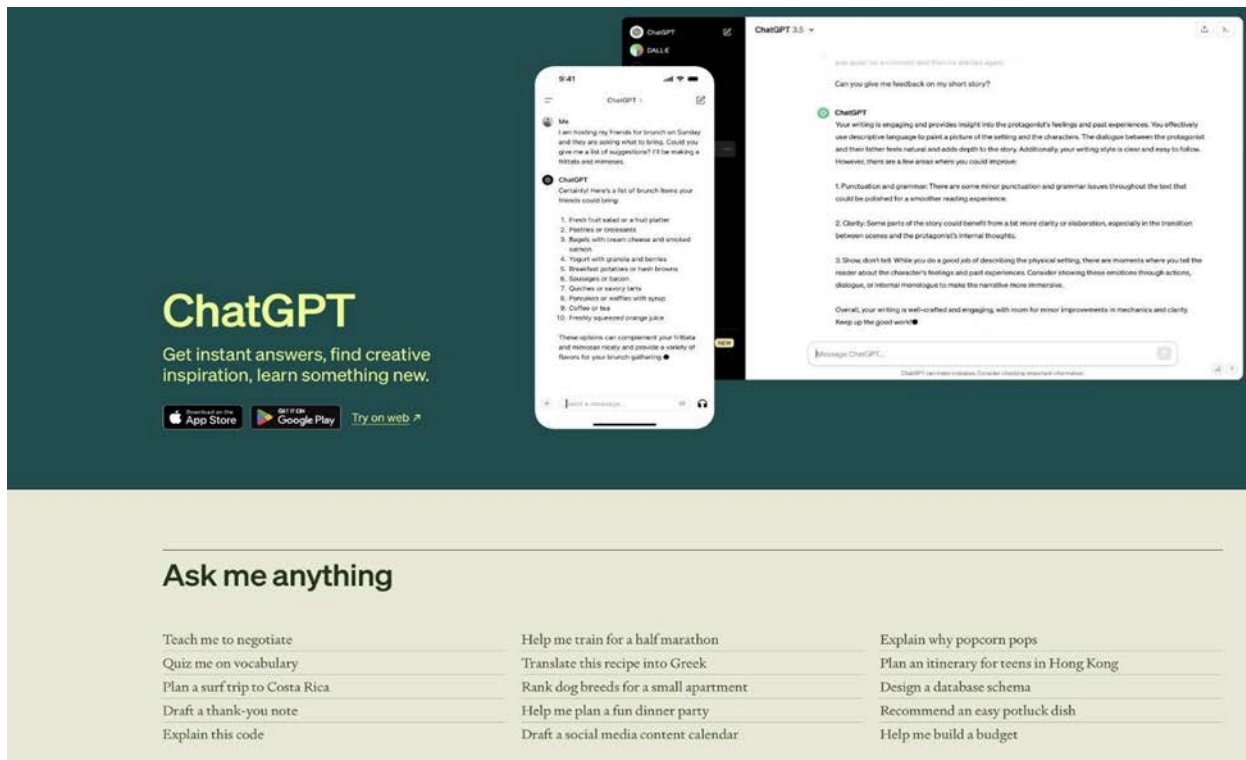 ChatGPT
Get instant answers, find creative
inspiration, learn something new.
Download on the
App Store
GET IT ON
Google Play
Try on web ↗
9:41
ChatGPT
Me
I am hosting my friends for brunch on Sunday
and they are asking what to bring. Could you
give me a list of suggestions? I'll be making a
frittata and mimosas.
ChatGPT
Certainly! Here's a list of brunch items your
friends could bring:
1. Fresh fruit salad or a fruit platter
2. Pastries or croissants
3. Bagels with cream cheese and smoked
salmon
4. Yogurt with granola and berries
5. Breakfast potatoes or hash browns
6. Sausages or bacon
7. Quiches or savory tarts
8. Pancakes or waffles with syrup
9. Coffee or tea
10. Freshly squeezed orange juice
These options can complement your frittata
and mimosas nicely and provide a variety of
flavors for your brunch gathering
Send a message...
ChatGPT
DALL·E
NEW
ChatGPT 3.5
Can you give me feedback on my short story?
ChatGPT
Your writing is engaging and provides insight into the protagonist's feelings and past experiences. You effectively
use descriptive language to paint a picture of the setting and the characters. The dialogue between the protagonist
and their father feels natural and adds depth to the story. Additionally, your writing style is clear and easy to follow.
However, there are a few areas where you could improve:
1. Punctuation and grammar: There are some minor punctuation and grammar issues throughout the text that
could be polished for a smoother reading experience.
2. Clarity: Some parts of the story could benefit from a bit more clarity or elaboration, especially in the transition
between scenes and the protagonist's internal thoughts.
3. Show, don't tell: While you do a good job of describing the physical setting, there are moments where you tell the
reader about the character's feelings and past experiences. Consider showing these emotions through actions,
dialogue, or internal monologue to make the narrative more immersive.
Overall, your writing is well-crafted and engaging, with room for minor improvements in mechanics and clarity.
Keep up the good work!
Message ChatGPT...
ChatGPT can make mistakes. Consider checking important information.
Ask me anything
Teach me to negotiate
Quiz me on vocabulary
Plan a surf trip to Costa Rica
Draft a thank-you note
Explain this code
Help me train for a half marathon
Translate this recipe into Greek
Rank dog breeds for a small apartment
Help me plan a fun dinner party
Draft a social media content calendar
Explain why popcorn pops
Plan an itinerary for teens in Hong Kong
Design a database schema
Recommend an easy potluck dish
Help me build a budget